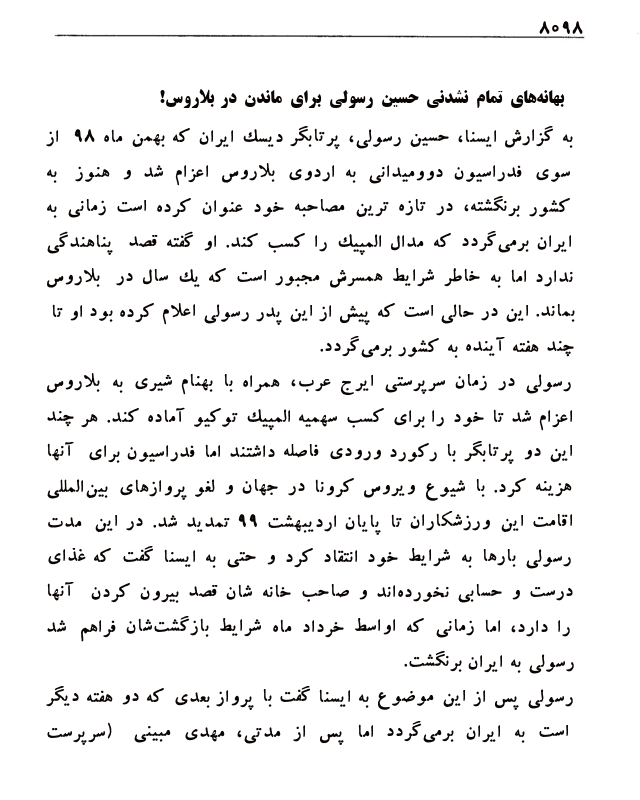 ۸۰۹۸
بهانه‌های تمام نشدنی حسین رسولی برای ماندن در بلاروس!
به گزارش ایسنا، حسین رسولی، پرتابگر دیسك ایران که بهمن ماه ۹۸ از
سوی فدراسیون دوومیدانی به اردوی بلاروس اعزام شد و هنوز به
کشور برنگشته، در تازه ترین مصاحبه خود عنوان کرده است زمانی به
ایران برمی‌گردد که مدال المپیك را کسب کند. او گفته قصد پناهندگی
ندارد اما به خاطر شرایط همسرش مجبور است که یك سال در بلاروس
بماند. این در حالی است که پیش از این پدر رسولی اعلام کرده بود او تا
چند هفته آینده به کشور برمی‌گردد.
رسولی در زمان سرپرستی ایرج عرب، همراه با بهنام شیری به بلاروس
اعزام شد تا خود را برای کسب سهمیه المپیك توکیو آماده کند. هر چند
این دو پرتابگر با رکورد ورودی فاصله داشتند اما فدراسیون برای آنها
هزینه کرد. با شیوع ویروس کرونا در جهان و لغو پروازهای بین‌المللی
اقامت این ورزشکاران تا پایان اردیبهشت ۹۹ تمدید شد. در این مدت
رسولی بارها به شرایط خود انتقاد کرد و حتی به ایسنا گفت که غذای
درست و حسابی نخورده‌اند و صاحب خانه شان قصد بیرون کردن آنها
را دارد، اما زمانی که اواسط خرداد ماه شرایط بازگشت‌شان فراهم شد
رسولی به ایران برنگشت.
رسولی پس از این موضوع به ایسنا گفت با پرواز بعدی که دو هفته دیگر
است به ایران برمی‌گردد اما پس از مدتی، مهدی مبینی (سرپرست